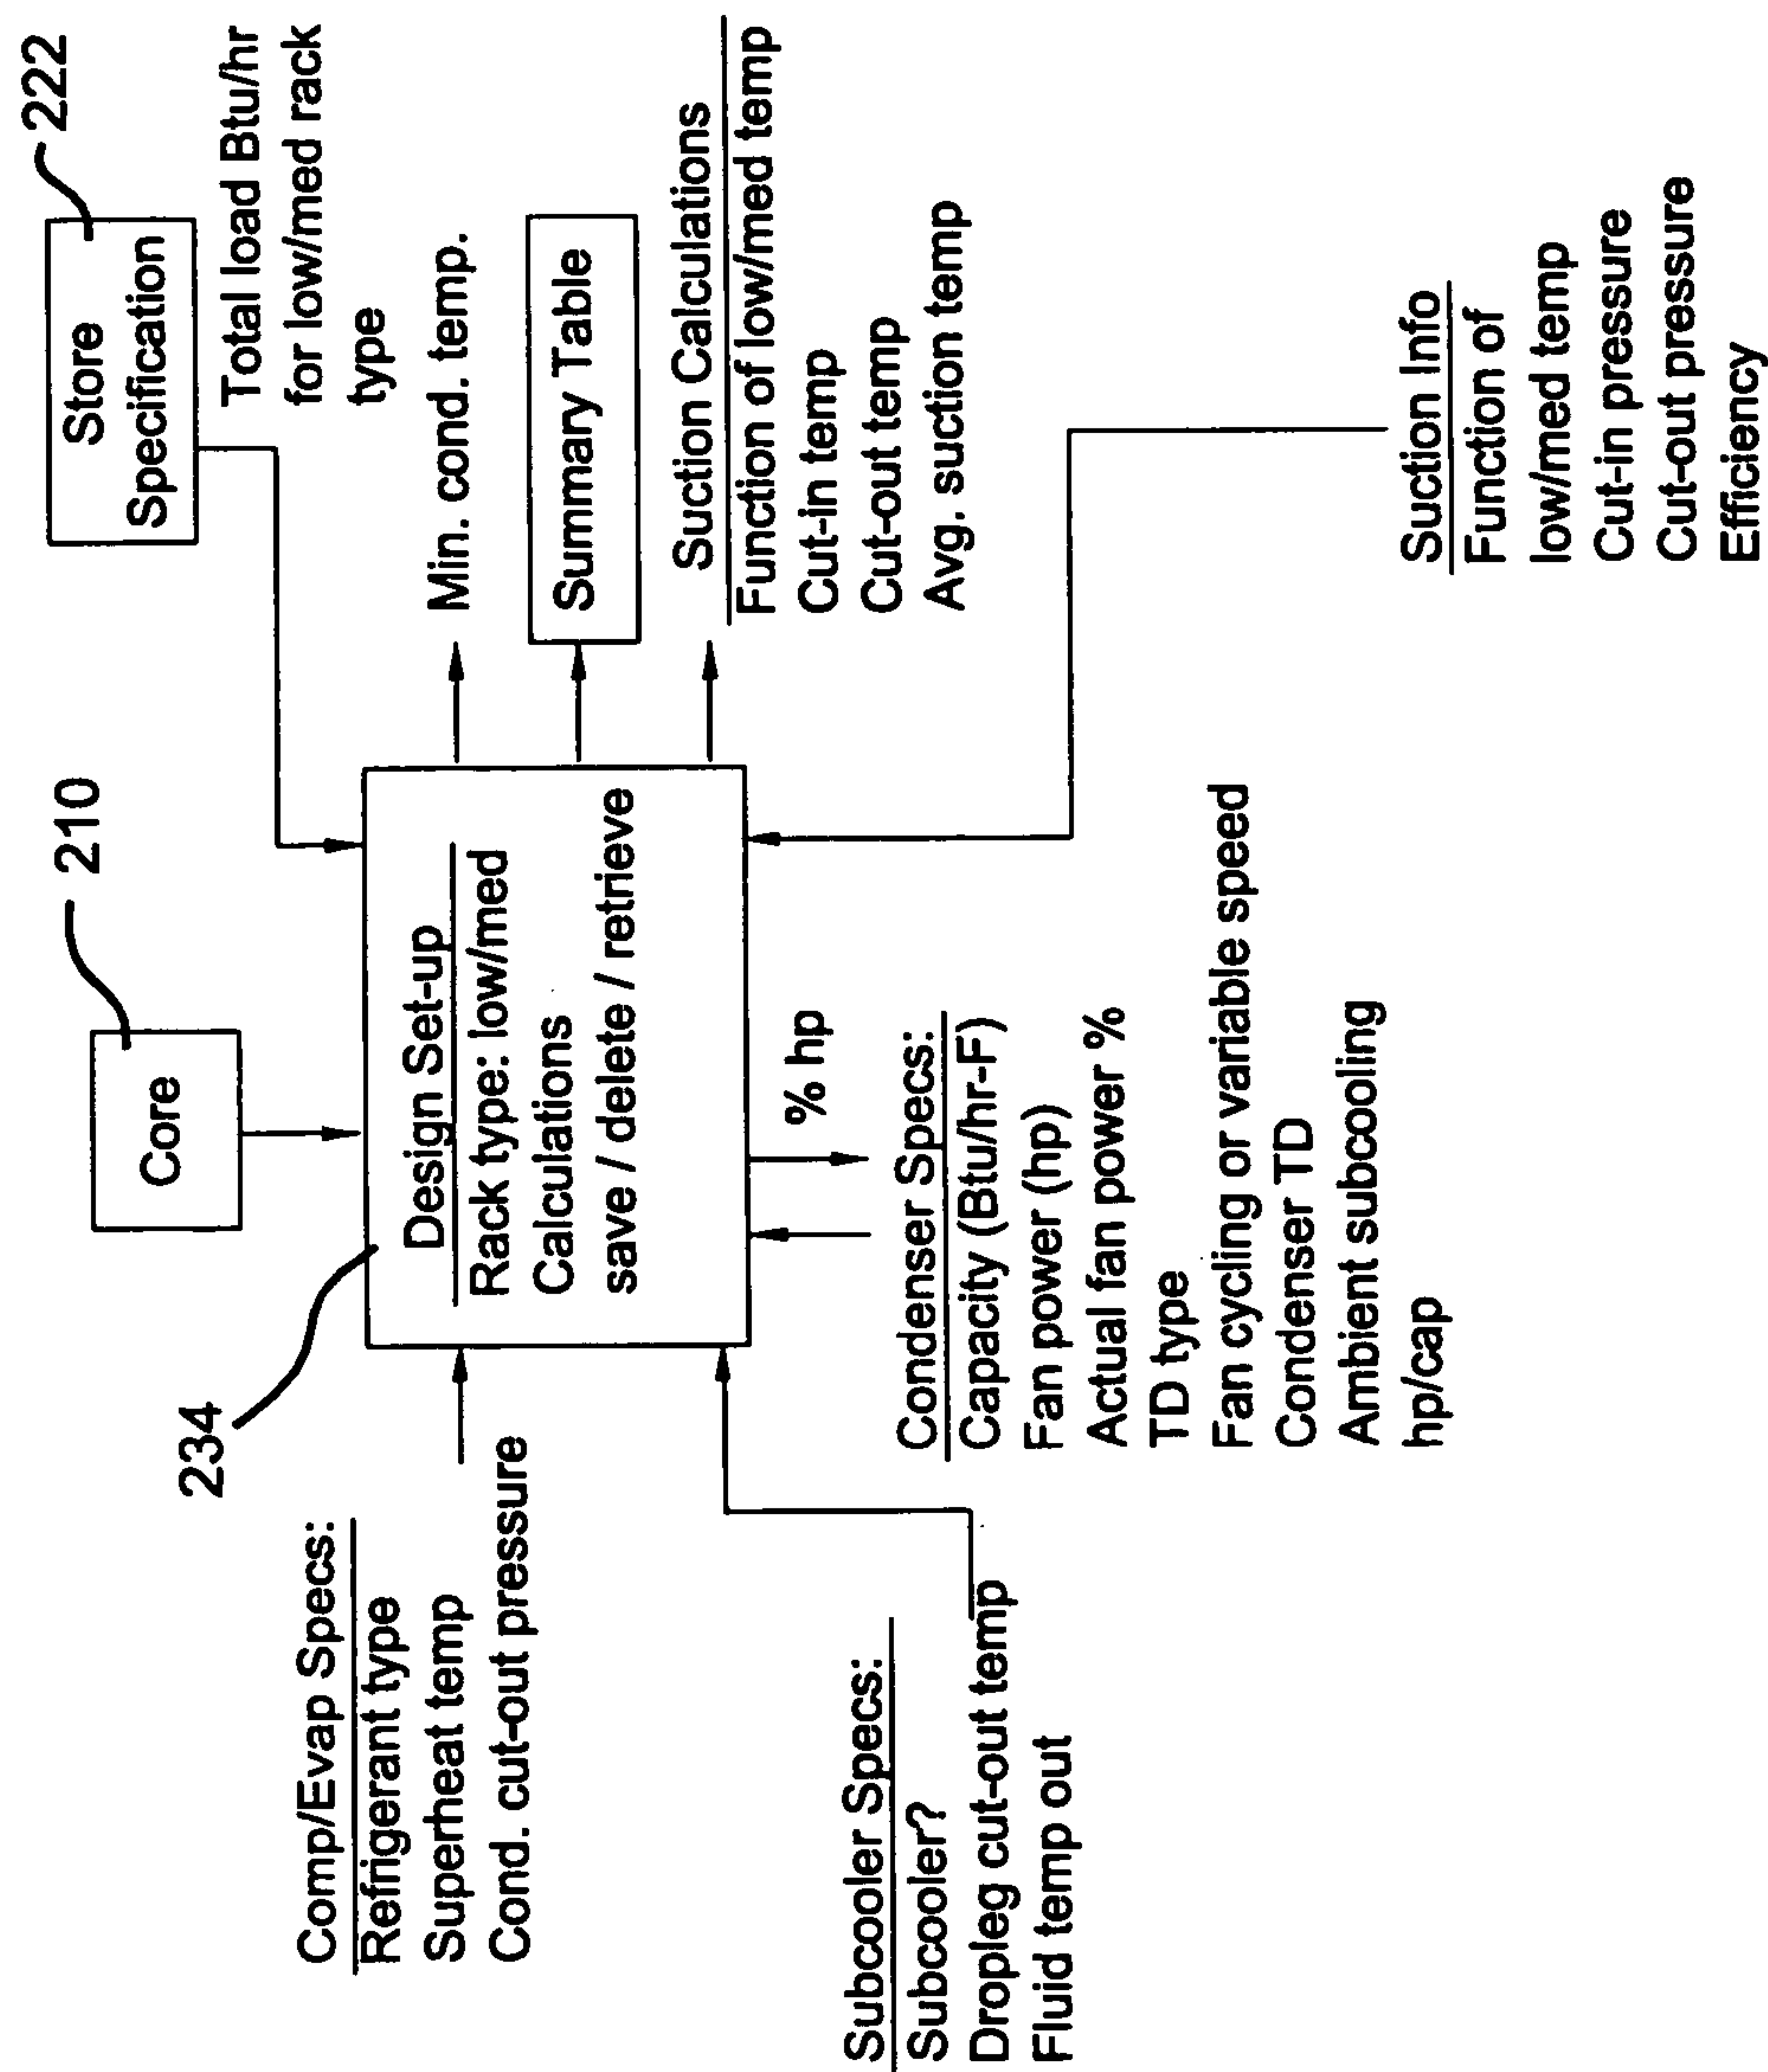 210
Core
222
Store
Specification
Total load Btu/hr
for low/med rack
type
234
Comp/Evap Specs:
Refrigerant type
Superheat temp
Cond. cut-out pressure
Design Set-up
Rack type: low/med
Calculations
save / delete / retrieve
Min. cond. temp.
Summary Table
Suction Calculations
Function of low/med temp
Cut-in temp
Cut-out temp
Avg. suction temp
% hp
Subcooler Specs:
Subcooler?
Dropleg cut-out temp
Fluid temp out
Condenser Specs:
Capacity (Btu/hr-F)
Fan power (hp)
Actual fan power %
TD type
Fan cycling or variable speed
Condenser TD
Ambient subcooling
hp/cap
Suction Info
Function of
low/med temp
Cut-in pressure
Cut-out pressure
Efficiency